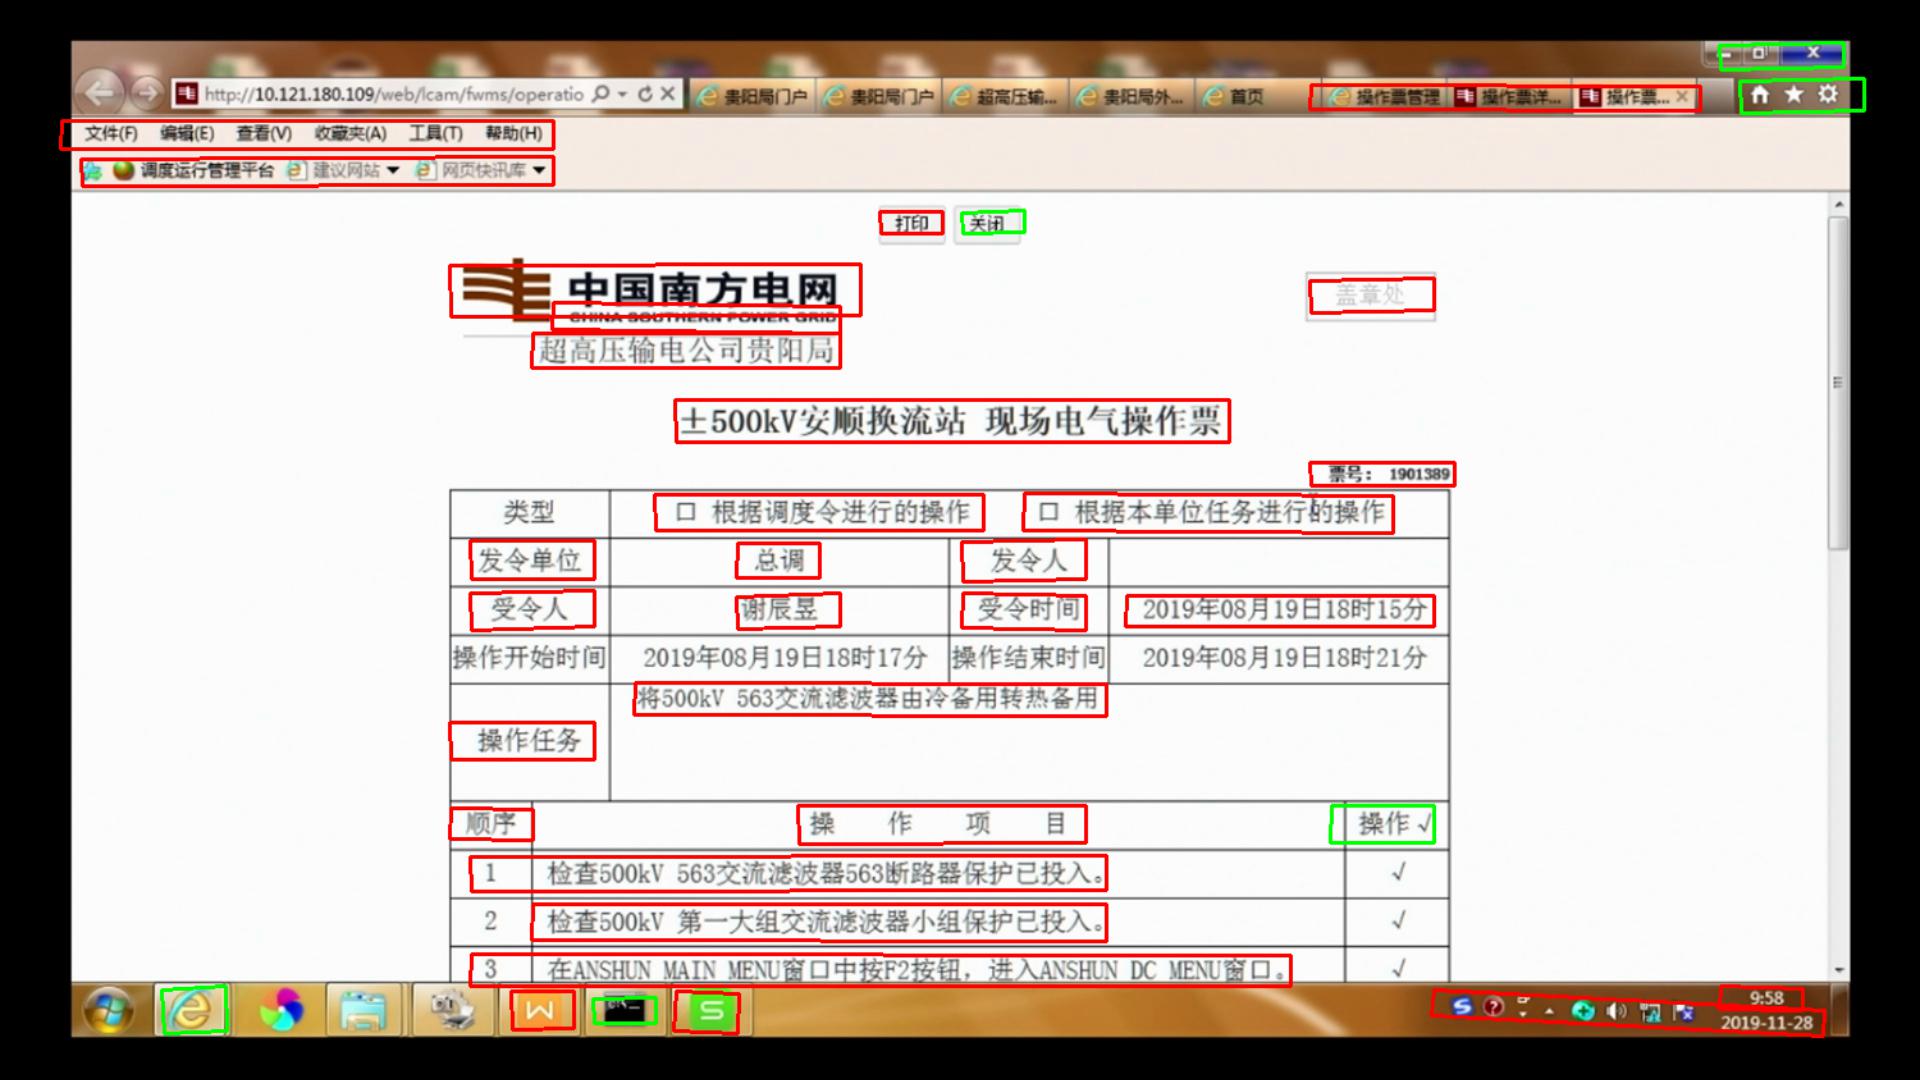 http://10.121.180.109/web/lcam/fwms/operatio
贵阳局门户 贵阳局门户 超高压输... 贵阳局外... 首页 操作票管理 操作票详... 操作票...
文件(F) 编辑(E) 查看(V) 收藏夹(A) 工具(T) 帮助(H)
调度运行管理平台 建议网站 网页快讯库
打印 关闭
中国南方电网
CHINA SOUTHERN POWER GRID
盖章处
超高压输电公司贵阳局
±500kV安顺换流站 现场电气操作票
票号： 1901389
类型 □ 根据调度令进行的操作 □ 根据本单位任务进行的操作
发令单位 总调 发令人
受令人 谢辰昱 受令时间 2019年08月19日18时15分
操作开始时间 2019年08月19日18时17分 操作结束时间 2019年08月19日18时21分
将500kV 563交流滤波器由冷备用转热备用
操作任务
顺序 操 作 项 目 操作 √
1 检查500kV 563交流滤波器563断路器保护已投入。 √
2 检查500kV 第一大组交流滤波器小组保护已投入。 √
3 在ANSHUN MAIN MENU窗口中按F2按钮，进入ANSHUN DC MENU窗口。 √
9:58
2019-11-28